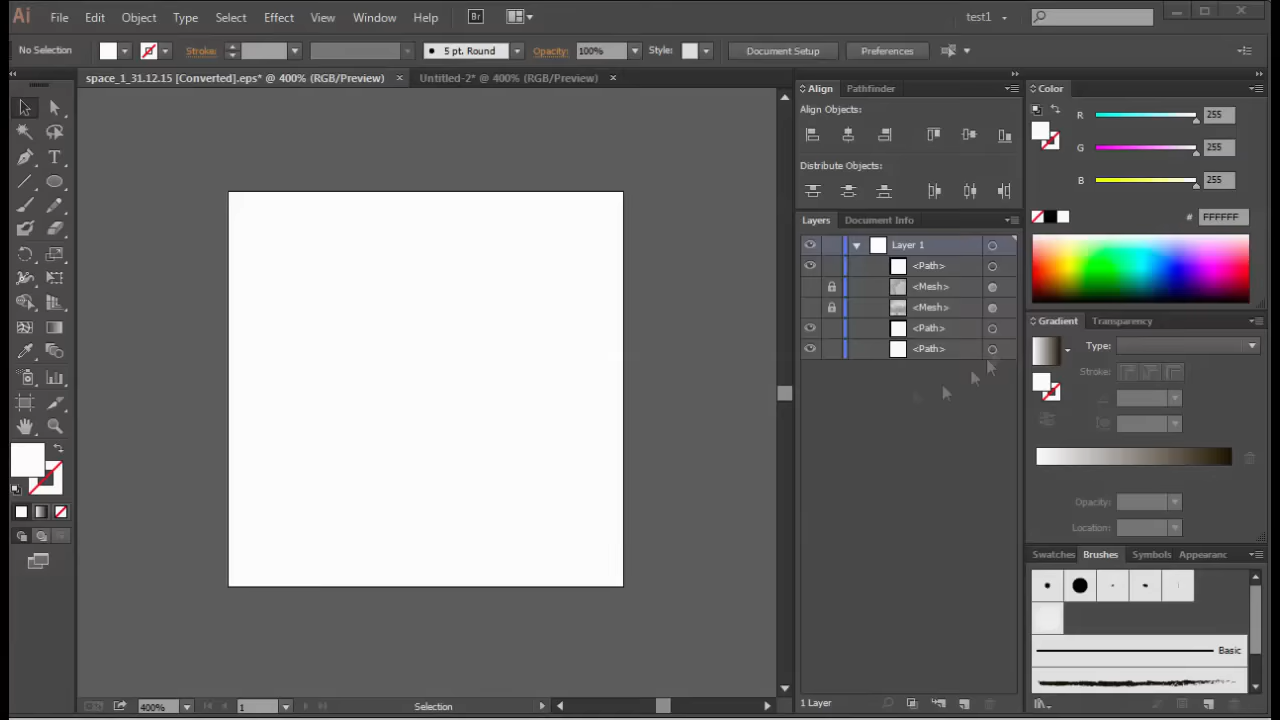 Ai File Edit Object Type Select Effect View Window Help Br test1
No Selection Stroke: 5 pt. Round Opacity: 100% Style: Document Setup Preferences
space_1_31.12.15 [Converted].eps* @ 400% (RGB/Preview) × Untitled-2* @ 400% (RGB/Preview) ×
Align Pathfinder
Align Objects:
Distribute Objects:
Layers Document Info
Layer 1
<Path>
<Mesh>
<Mesh>
<Path>
<Path>
1 Layer
Color
R 255
G 255
B 255
# FFFFFF
Gradient Transparency
Type:
Stroke:
Opacity:
Location:
Swatches Brushes Symbols Appearanc
Basic
400% 1 Selection